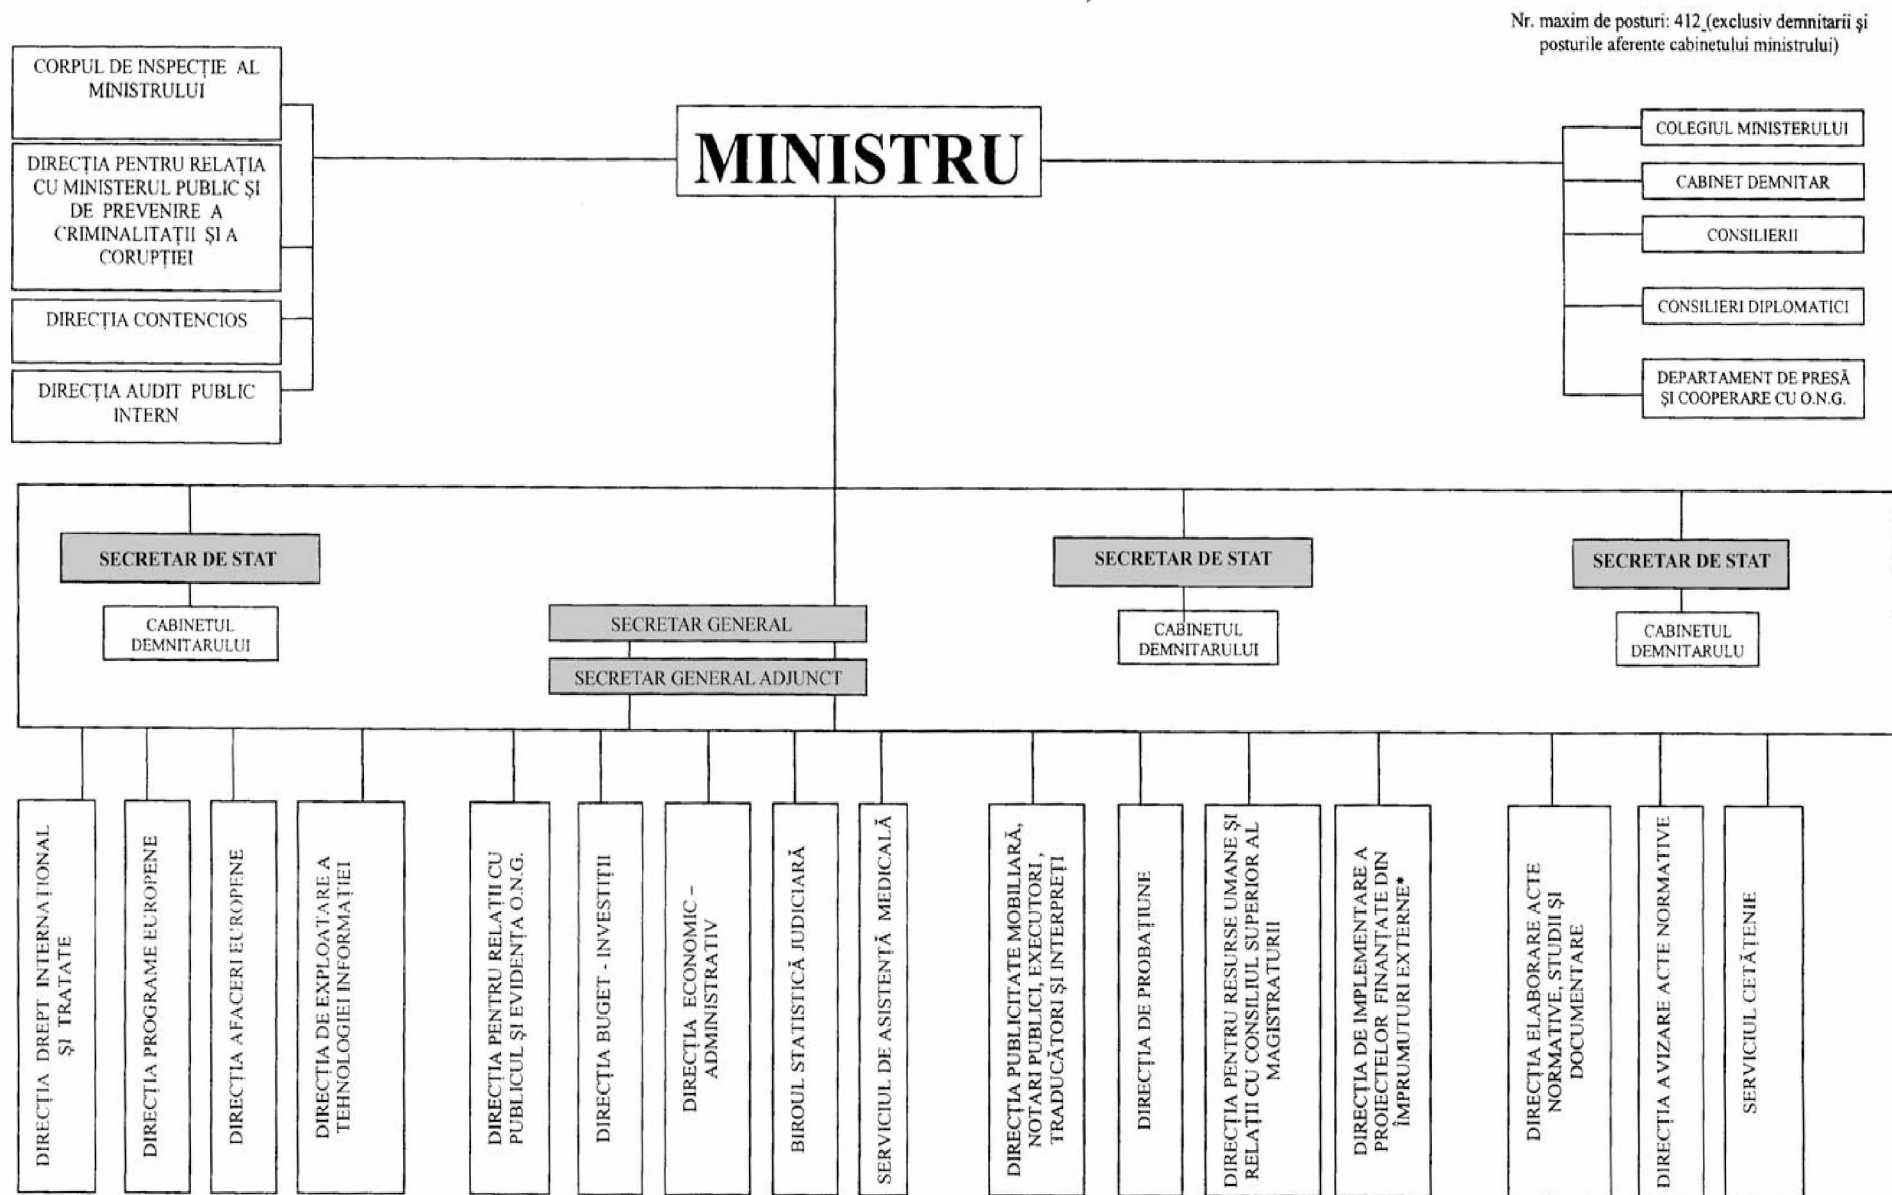 Nr. maxim de posturi: 412 (exclusiv demnitarii și
posturile aferente cabinetului ministrului)
CORPUL DE INSPECȚIE AL
MINISTRULUI
DIRECȚIA PENTRU RELAȚIA
CU MINISTERUL PUBLIC ȘI
DE PREVENIRE A
CRIMINALITAȚII ȘI A
CORUPȚIEI
DIRECȚIA CONTENCIOS
DIRECȚIA AUDIT PUBLIC
INTERN
MINISTRU
COLEGIUL MINISTERULUI
CABINET DEMNITAR
CONSILIERII
CONSILIERI DIPLOMATICI
DEPARTAMENT DE PRESĂ
ȘI COOPERARE CU O.N.G.
SECRETAR DE STAT
CABINETUL
DEMNITARULUI
SECRETAR GENERAL
SECRETAR GENERAL ADJUNCT
SECRETAR DE STAT
CABINETUL
DEMNITARULUI
SECRETAR DE STAT
CABINETUL
DEMNITARULU
DIRECȚIA DREPT INTERNAȚIONAL
ȘI TRATATE
DIRECȚIA PROGRAME EUROPENE
DIRECȚIA AFACERI EUROPENE
DIRECȚIA DE EXPLOATARE A
TEHNOLOGIEI INFORMAȚIEI
DIRECȚIA PENTRU RELAȚII CU
PUBLICUL ȘI EVIDENȚA O.N.G.
DIRECȚIA BUGET - INVESTIȚII
DIRECȚIA ECONOMIC –
ADMINISTRATIV
BIROUL STATISTICĂ JUDICIARĂ
SERVICIUL DE ASISTENȚĂ MEDICALĂ
DIRECȚIA PUBLICITATE MOBILIARĂ,
NOTARI PUBLICI, EXECUTORI ,
TRADUCĂTORI ȘI INTERPREȚI
DIRECȚIA DE PROBAȚIUNE
DIRECȚIA PENTRU RESURSE UMANE ȘI
RELAȚII CU CONSILIUL SUPERIOR AL
MAGISTRATURII
DIRECȚIA DE IMPLEMENTARE A
PROIECTELOR FINANȚATE DIN
ÎMPRUMUTURI EXTERNE*
DIRECȚIA ELABORARE ACTE
NORMATIVE, STUDII ȘI
DOCUMENTARE
DIRECȚIA AVIZARE ACTE NORMATIVE
SERVICIUL CETĂȚENIE